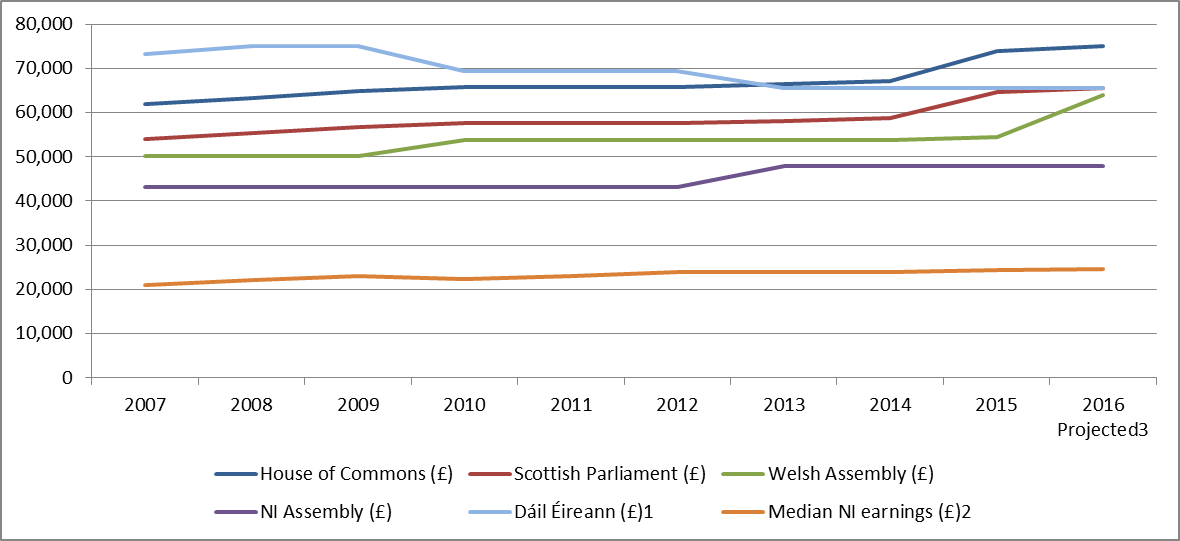 80,000
70,000
60,000
50,000
40,000
30,000
20,000
10,000
0
2007 2008 2009 2010 2011 2012 2013 2014 2015 2016
Projected3
House of Commons (£) Scottish Parliament (£) Welsh Assembly (£)
NI Assembly (£) Dáil Éireann (£)1 Median NI earnings (£)2